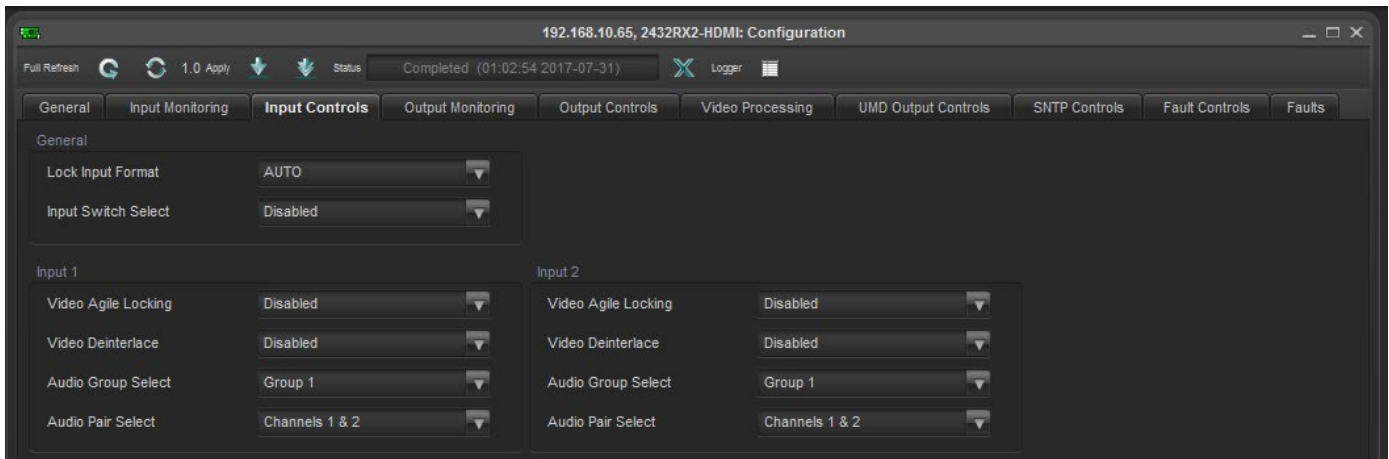 192.168.10.65, 2432RX2-HDMI: Configuration
Full Refresh 1.0 Apply Status Completed (01:02:54 2017-07-31) Logger
General Input Monitoring Input Controls Output Monitoring Output Controls Video Processing UMD Output Controls SNTP Controls Fault Controls Faults
General
Lock Input Format AUTO
Input Switch Select Disabled
Input 1 Input 2
Video Agile Locking Disabled Video Agile Locking Disabled
Video Deinterlace Disabled Video Deinterlace Disabled
Audio Group Select Group 1 Audio Group Select Group 1
Audio Pair Select Channels 1 & 2 Audio Pair Select Channels 1 & 2